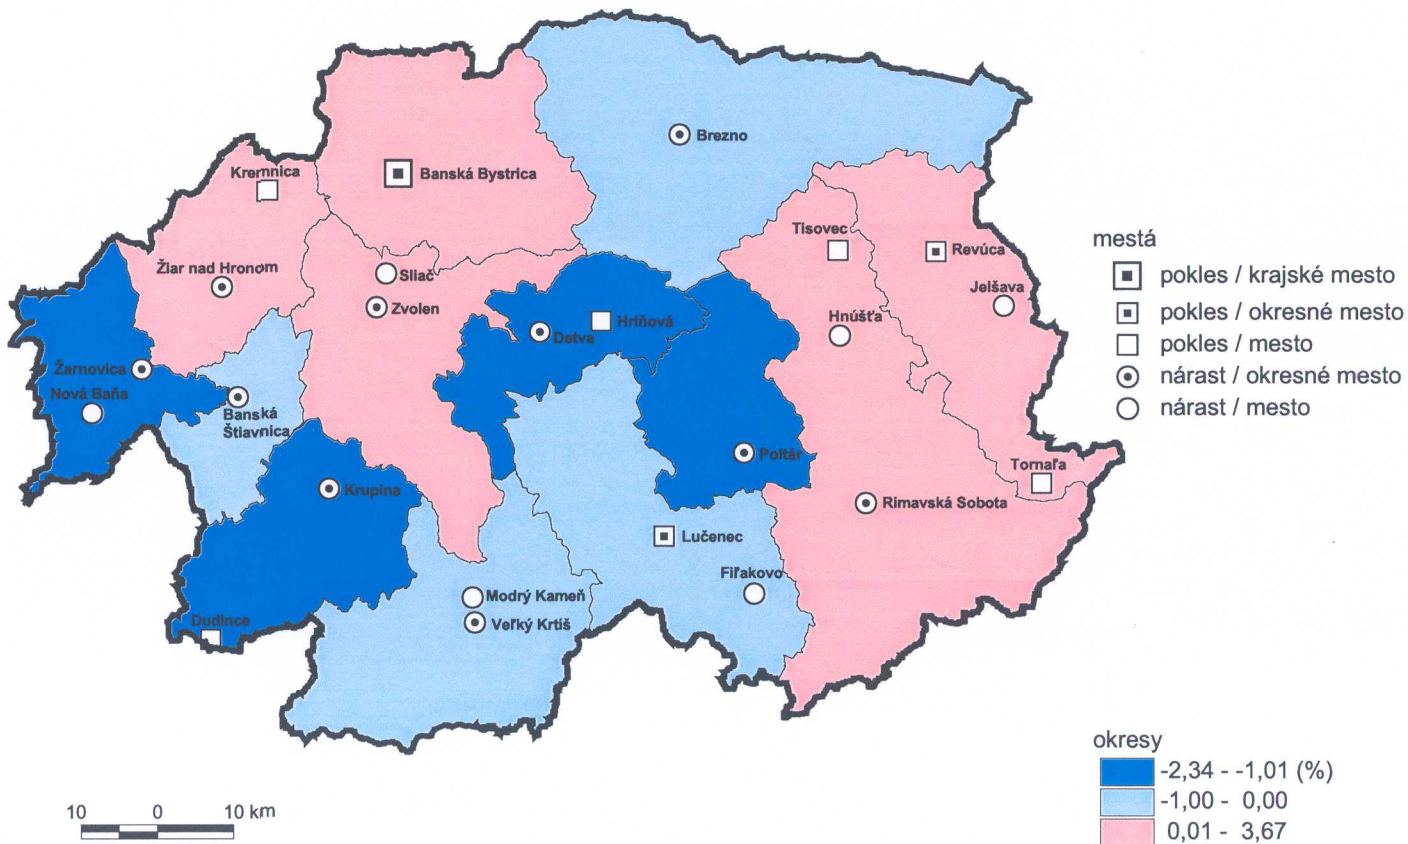 Brezno
Kremnica
Banská Bystrica
Tisovec
Revúca
Žiar nad Hronom
Sliač
Jelšava
Zvolen
Hnúšťa
Hriňová
Detva
Žarnovica
Nová Baňa
Banská
Štiavnica
Poltár
Tornaľa
Krupina
Rimavská Sobota
Lučenec
Fiľakovo
Modrý Kameň
Veľký Krtíš
Dudince
mestá
pokles / krajské mesto
pokles / okresné mesto
pokles / mesto
nárast / okresné mesto
nárast / mesto
okresy
-2,34 - -1,01 (%)
-1,00 - 0,00
0,01 - 3,67
10 0 10 km